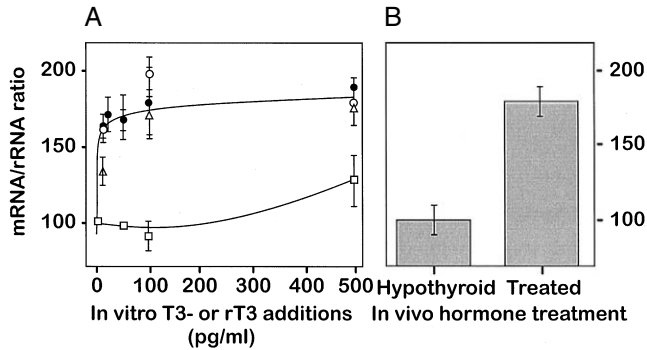 A
B
mRNA/rRNA ratio
200
150
100
0 100 200 300 400 500
In vitro T3- or rT3 additions
(pg/ml)
200
150
100
Hypothyroid Treated
In vivo hormone treatment